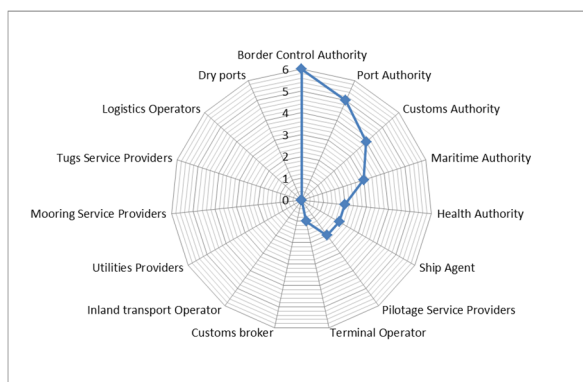 Border Control Authority
Dry ports
6
Port Authority
5
Logistics Operators
4
Customs Authority
3
Tugs Service Providers
2
Maritime Authority
1
Mooring Service Providers
0
Health Authority
Utilities Providers
Ship Agent
Inland transport Operator
Pilotage Service Providers
Customs broker
Terminal Operator